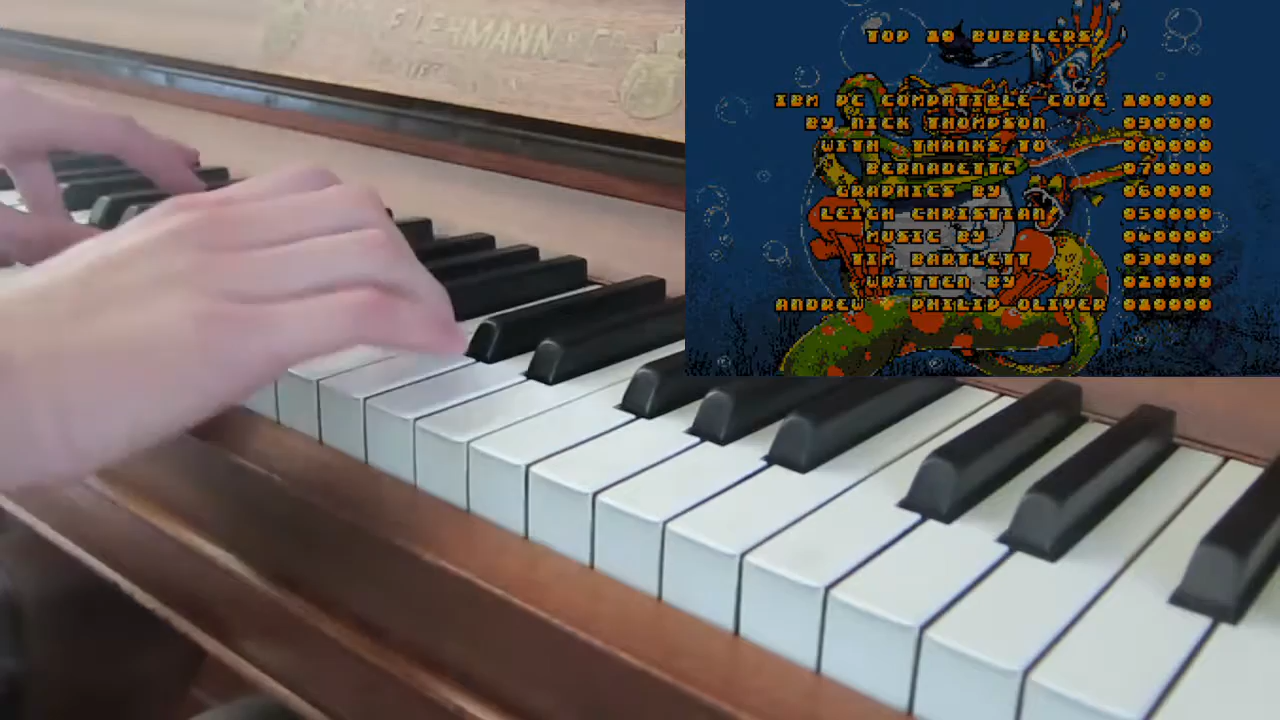 LEHMANN
TOP 10 BUBBLERS!
IBM PC COMPATIBLE CODE 100000
BY NICK THOMPSON 090000
WITH THANKS TO 080000
BERNADETTE 070000
GRAPHICS BY 060000
LEIGH CHRISTIAN 050000
MUSIC BY 040000
TIM BARTLETT 030000
WRITTEN BY 020000
ANDREW PHILIP OLIVER 010000